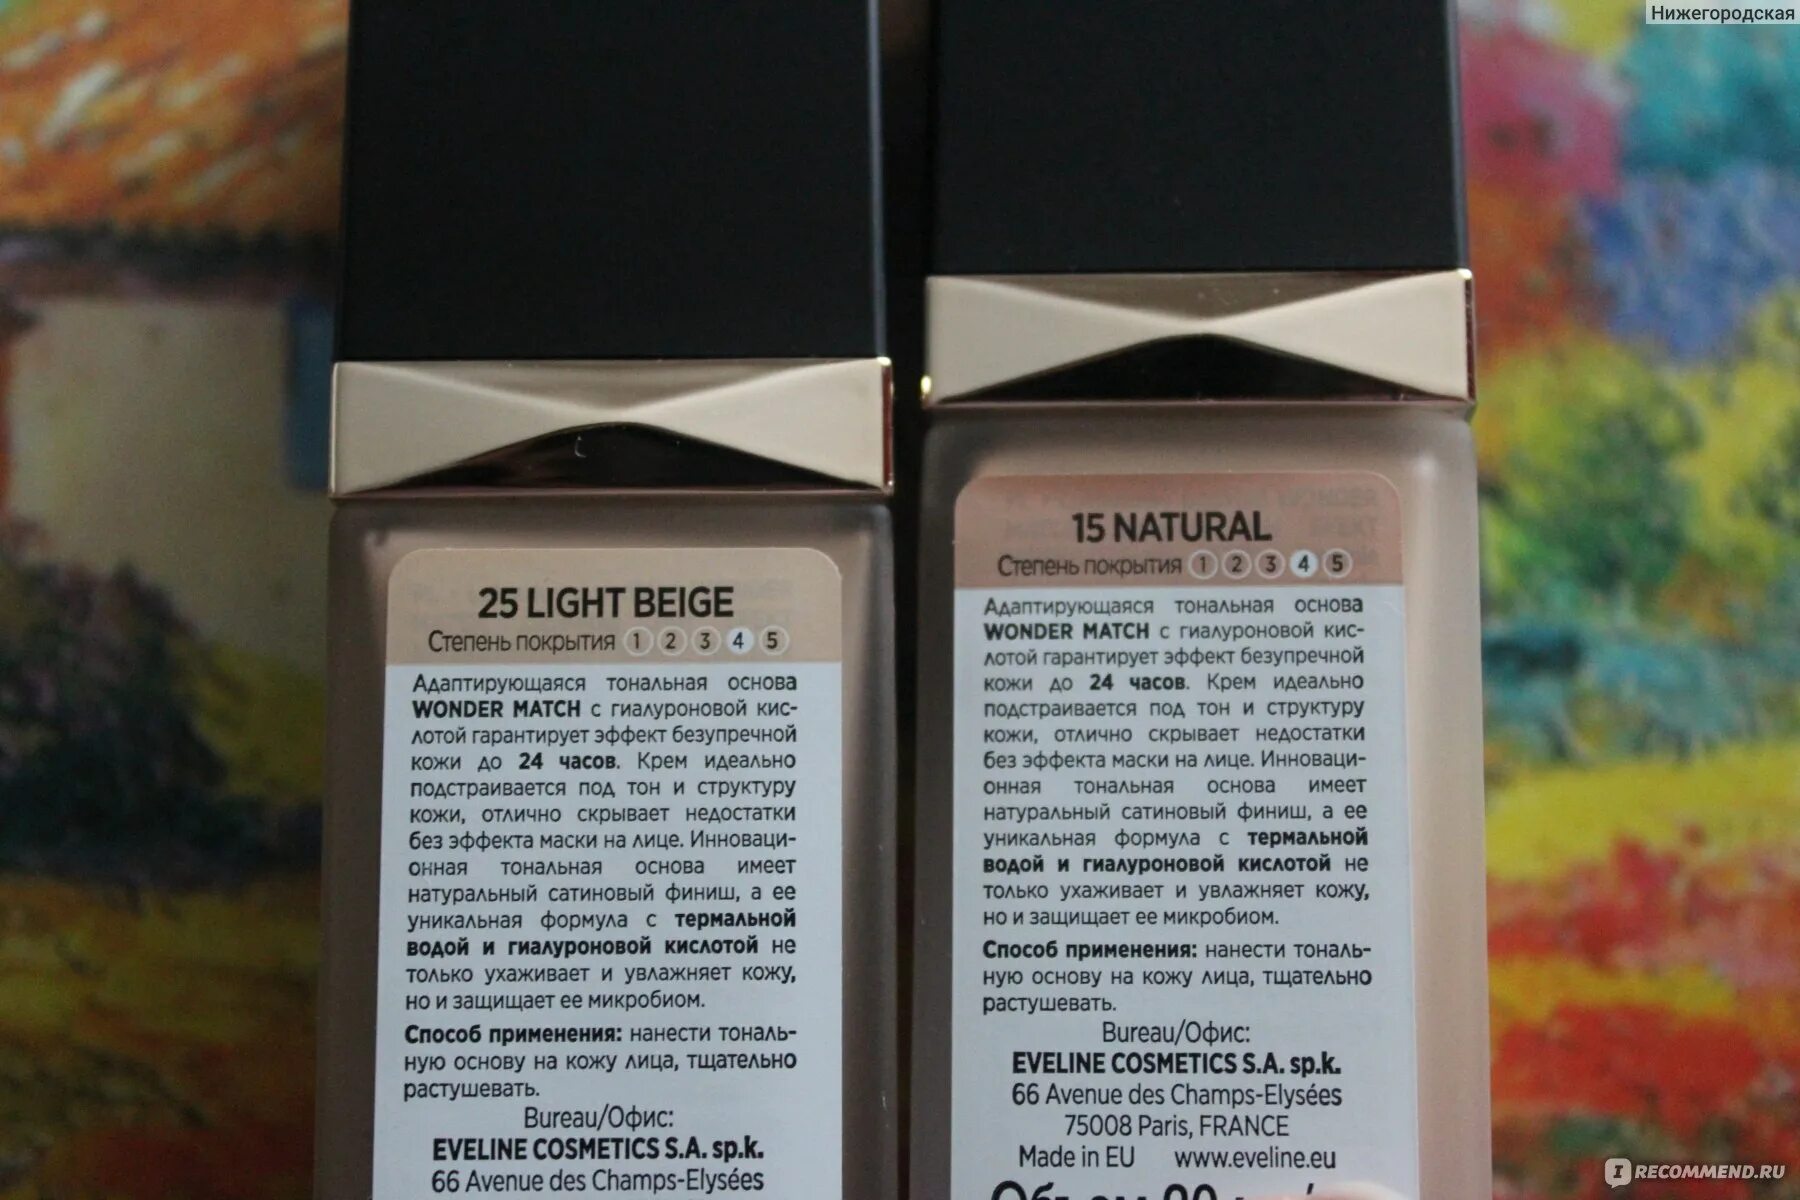 Нижегородская
25 LIGHT BEIGE
Степень покрытия 1 2 3 4 5
Адаптирующаяся тональная основа
WONDER MATCH с гиалуроновой кис-
лотой гарантирует эффект безупречной
кожи до 24 часов. Крем идеально
подстраивается под тон и структуру
кожи, отлично скрывает недостатки
без эффекта маски на лице. Инноваци-
онная тональная основа имеет
натуральный сатиновый финиш, а ее
уникальная формула с термальной
водой и гиалуроновой кислотой не
только ухаживает и увлажняет кожу,
но и защищает ее микробиом.
Способ применения: нанести тональ-
ную основу на кожу лица, тщательно
растушевать.
Bureau/Офис:
EVELINE COSMETICS S.A. sp.k.
66 Avenue des Champs-Elysées
15 NATURAL
Степень покрытия 1 2 3 4 5
Адаптирующаяся тональная основа
WONDER MATCH с гиалуроновой кис-
лотой гарантирует эффект безупречной
кожи до 24 часов. Крем идеально
подстраивается под тон и структуру
кожи, отлично скрывает недостатки
без эффекта маски на лице. Инноваци-
онная тональная основа имеет
натуральный сатиновый финиш, а ее
уникальная формула с термальной
водой и гиалуроновой кислотой не
только ухаживает и увлажняет кожу,
но и защищает ее микробиом.
Способ применения: нанести тональ-
ную основу на кожу лица, тщательно
растушевать.
Bureau/Офис:
EVELINE COSMETICS S.A. sp.k.
66 Avenue des Champs-Elysées
75008 Paris, FRANCE
Made in EU www.eveline.eu
IRECOMMEND.RU